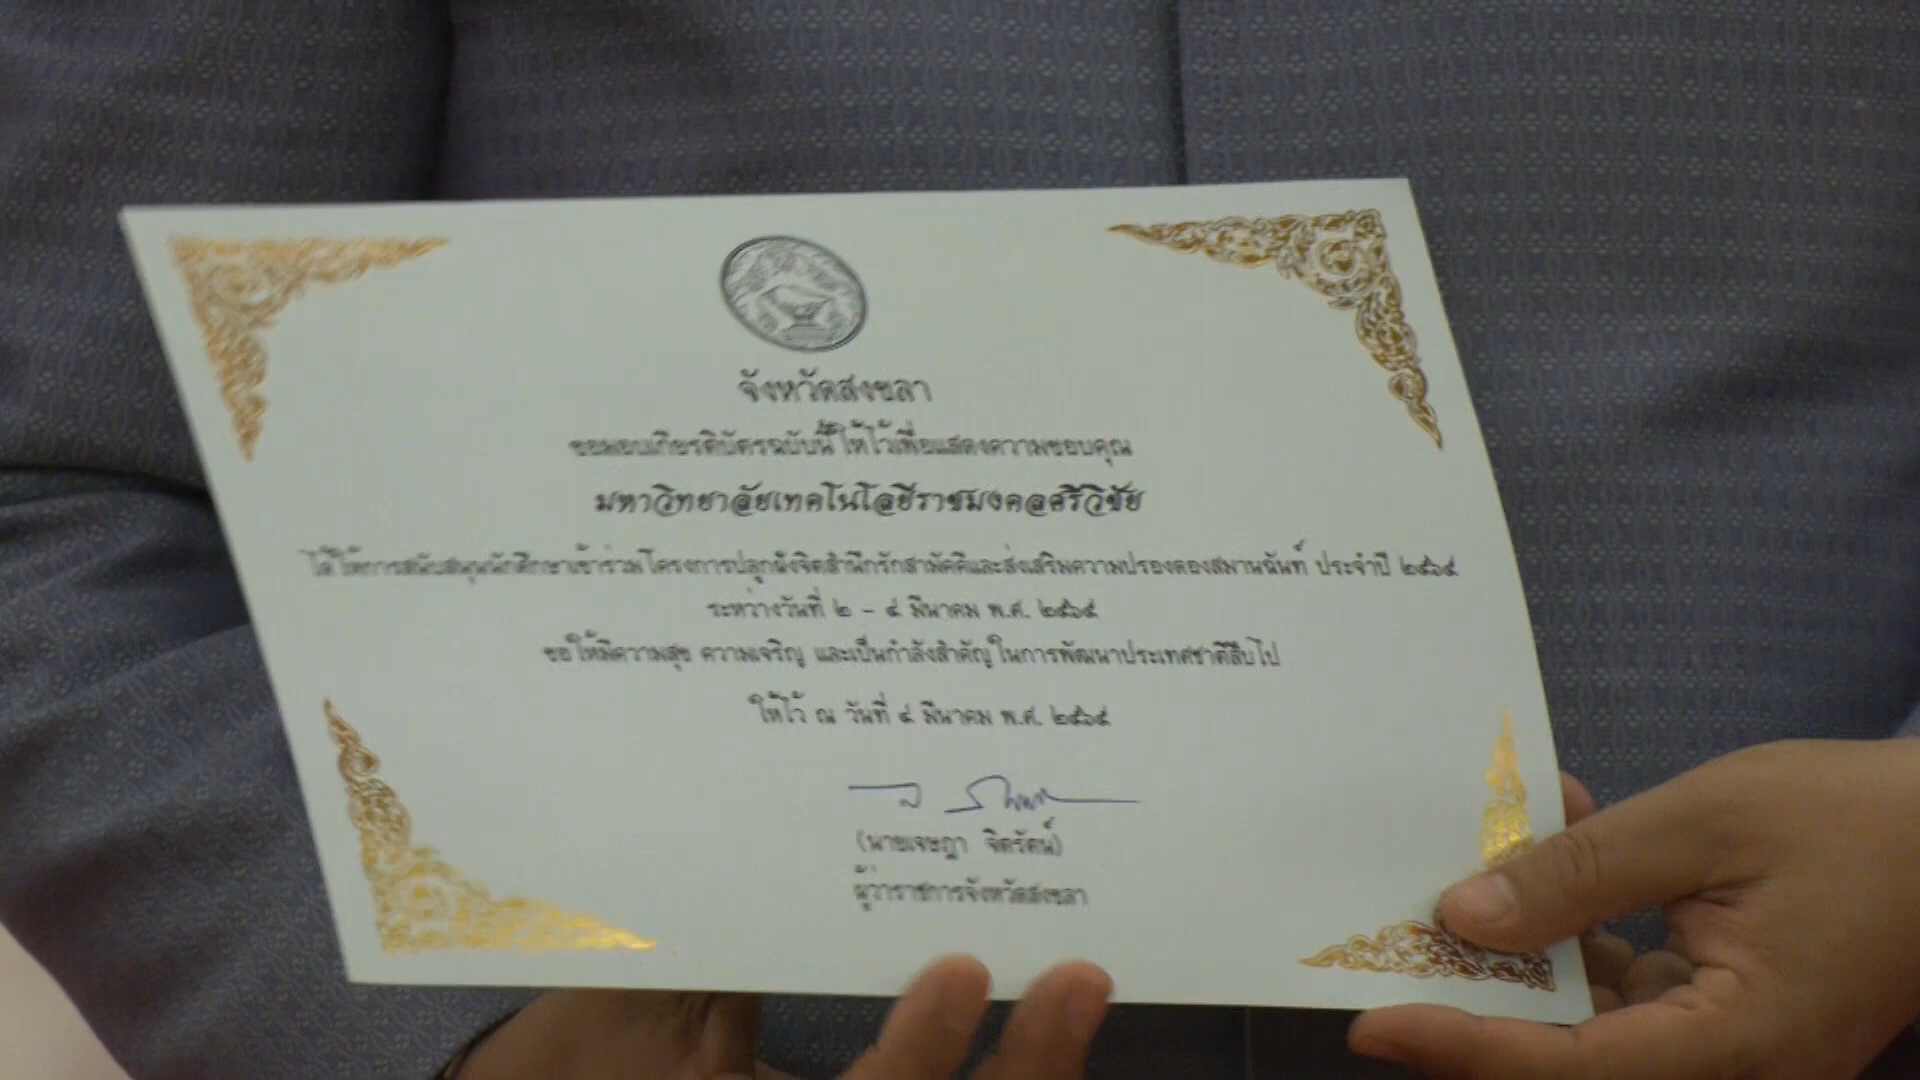 จังหวัดสงขลา
ขอมอบเกียรติบัตรฉบับนี้ให้ไว้เพื่อแสดงความขอบคุณ
มหาวิทยาลัยเทคโนโลยีราชมงคลศรีวิชัย
ได้ให้การสนับสนุนนักศึกษาเข้าร่วมโครงการปลูกฝังจิตสำนึกรักสามัคคีและส่งเสริมความปรองดองสมานฉันท์ ประจำปี ๒๕๖๕
ระหว่างวันที่ ๒ - ๔ มีนาคม พ.ศ. ๒๕๖๕
ขอให้มีความสุข ความเจริญ และเป็นกำลังสำคัญในการพัฒนาประเทศชาติสืบไป
ให้ไว้ ณ วันที่ ๔ มีนาคม พ.ศ. ๒๕๖๕
(นายเจษฎา จิตรัตน์)
ผู้ว่าราชการจังหวัดสงขลา